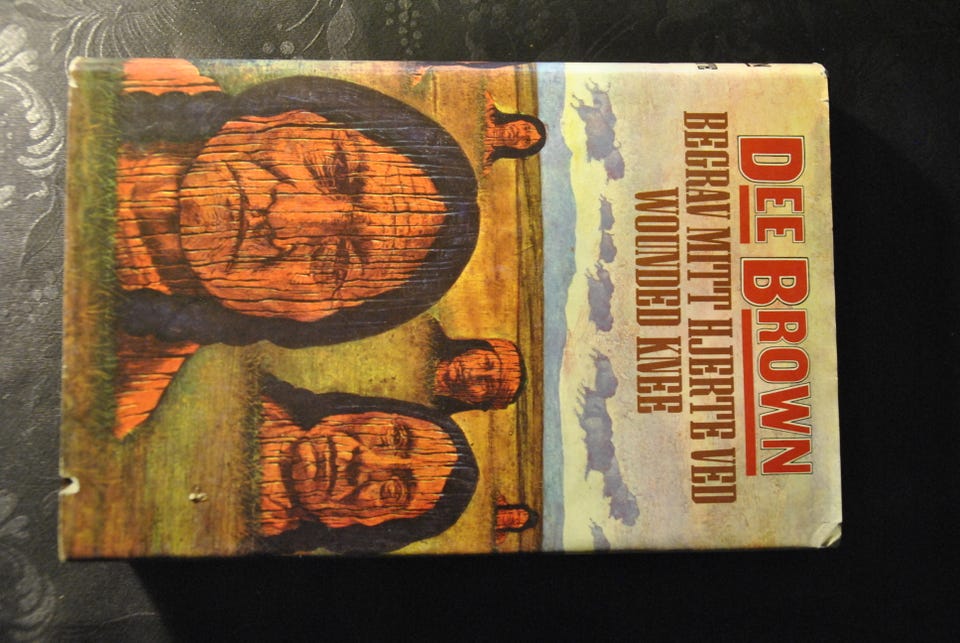 DEE BROWN
BEGRAV MITT HJERTE VED
WOUNDED KNEE